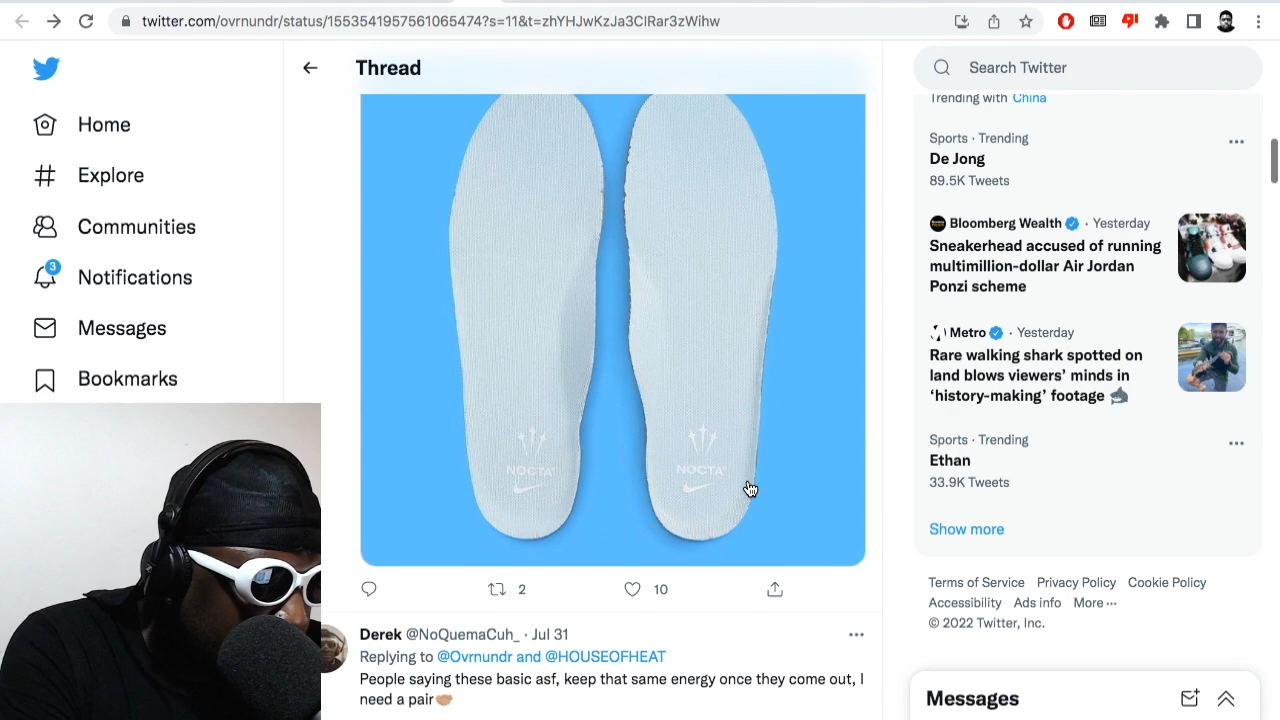 twitter.com/ovrnundr/status/1553541957561065474?s=11&t=zhYHJwKzJa3ClRar3zWihw
Home
Explore
Communities
3
Notifications
Messages
Bookmarks
Thread
NOCTA
NOCTA
2
10
Derek @NoQuemaCuh_ · Jul 31
Replying to @Ovrnundr and @HOUSEOFHEAT
People saying these basic asf, keep that same energy once they come out, I
need a pair🤝🏽
Search Twitter
Trending with China
Sports · Trending
De Jong
89.5K Tweets
Bloomberg Wealth · Yesterday
Sneakerhead accused of running
multimillion-dollar Air Jordan
Ponzi scheme
Metro · Yesterday
Rare walking shark spotted on
land blows viewers’ minds in
‘history-making’ footage 🦈
Sports · Trending
Ethan
33.9K Tweets
Show more
Terms of Service Privacy Policy Cookie Policy
Accessibility Ads info More ···
© 2022 Twitter, Inc.
Messages